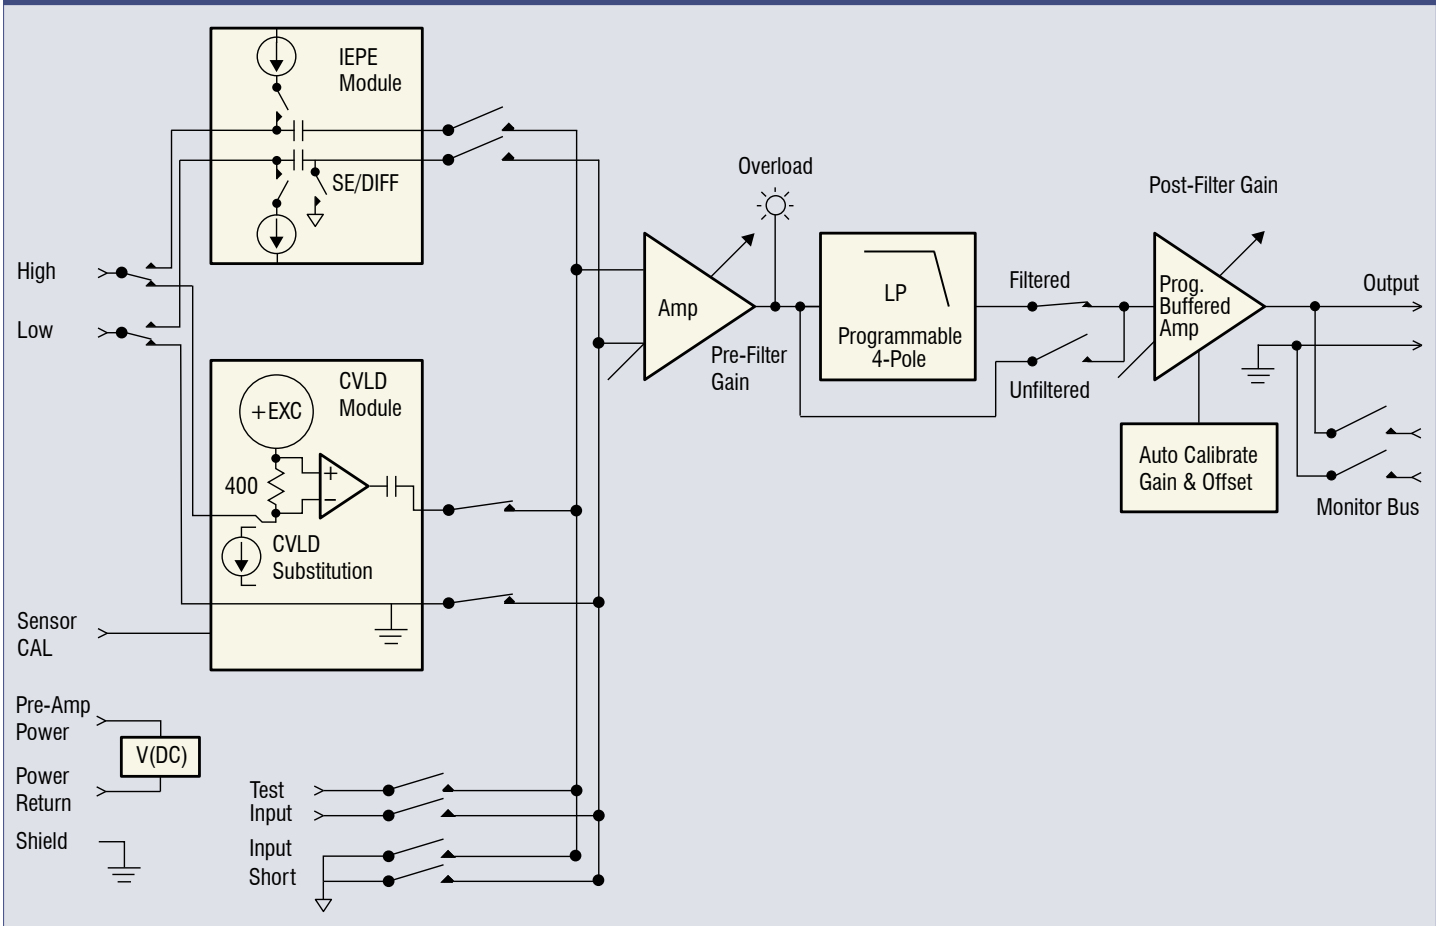 IEPE
Module
SE/DIFF
High
Low
CVLD
Module
+EXC
400
+
−
CVLD
Substitution
Sensor
CAL
Pre-Amp
Power
V(DC)
Power
Return
Shield
Test
Input
Input
Short
Overload
Amp
Pre-Filter
Gain
LP
Programmable
4-Pole
Filtered
Unfiltered
Post-Filter Gain
Prog.
Buffered
Amp
Auto Calibrate
Gain & Offset
Output
Monitor Bus